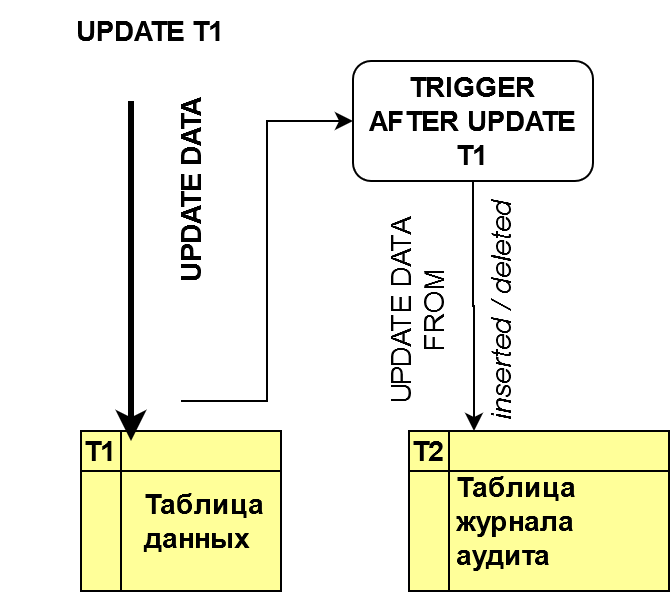 UPDATE T1
UPDATE DATA
TRIGGER
AFTER UPDATE
T1
UPDATE DATA
FROM
inserted / deleted
T1
Таблица
данных
T2
Таблица
журнала
аудита